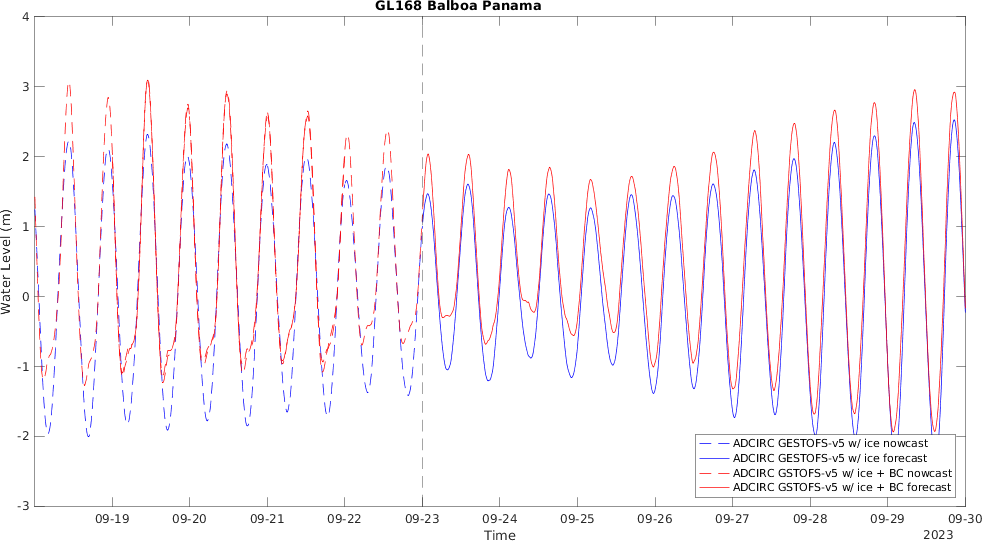 GL168 Balboa Panama
4
3
2
1
0
-1
-2
-3
Water Level (m)
ADCIRC GESTOFS-v5 w/ ice nowcast
ADCIRC GESTOFS-v5 w/ ice forecast
ADCIRC GSTOFS-v5 w/ ice + BC nowcast
ADCIRC GSTOFS-v5 w/ ice + BC forecast
09-19 09-20 09-21 09-22 09-23 09-24 09-25 09-26 09-27 09-28 09-29 09-30
Time 2023